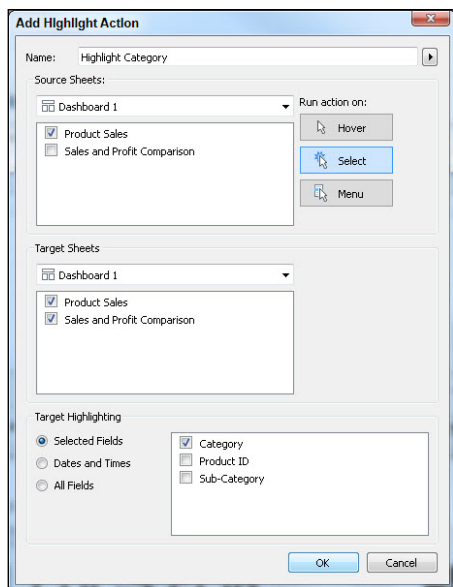 Add Highlight Action
Name: Highlight Category
Source Sheets:
Dashboard 1
Run action on:
Product Sales
Sales and Profit Comparison
Hover
Select
Menu
Target Sheets
Dashboard 1
Product Sales
Sales and Profit Comparison
Target Highlighting
Selected Fields
Dates and Times
All Fields
Category
Product ID
Sub-Category
OK Cancel